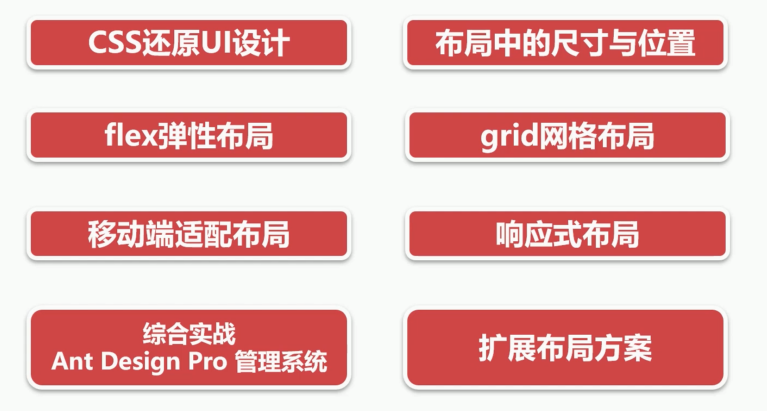 CSS还原UI设计
布局中的尺寸与位置
flex弹性布局
grid网格布局
移动端适配布局
响应式布局
综合实战
Ant Design Pro 管理系统
扩展布局方案